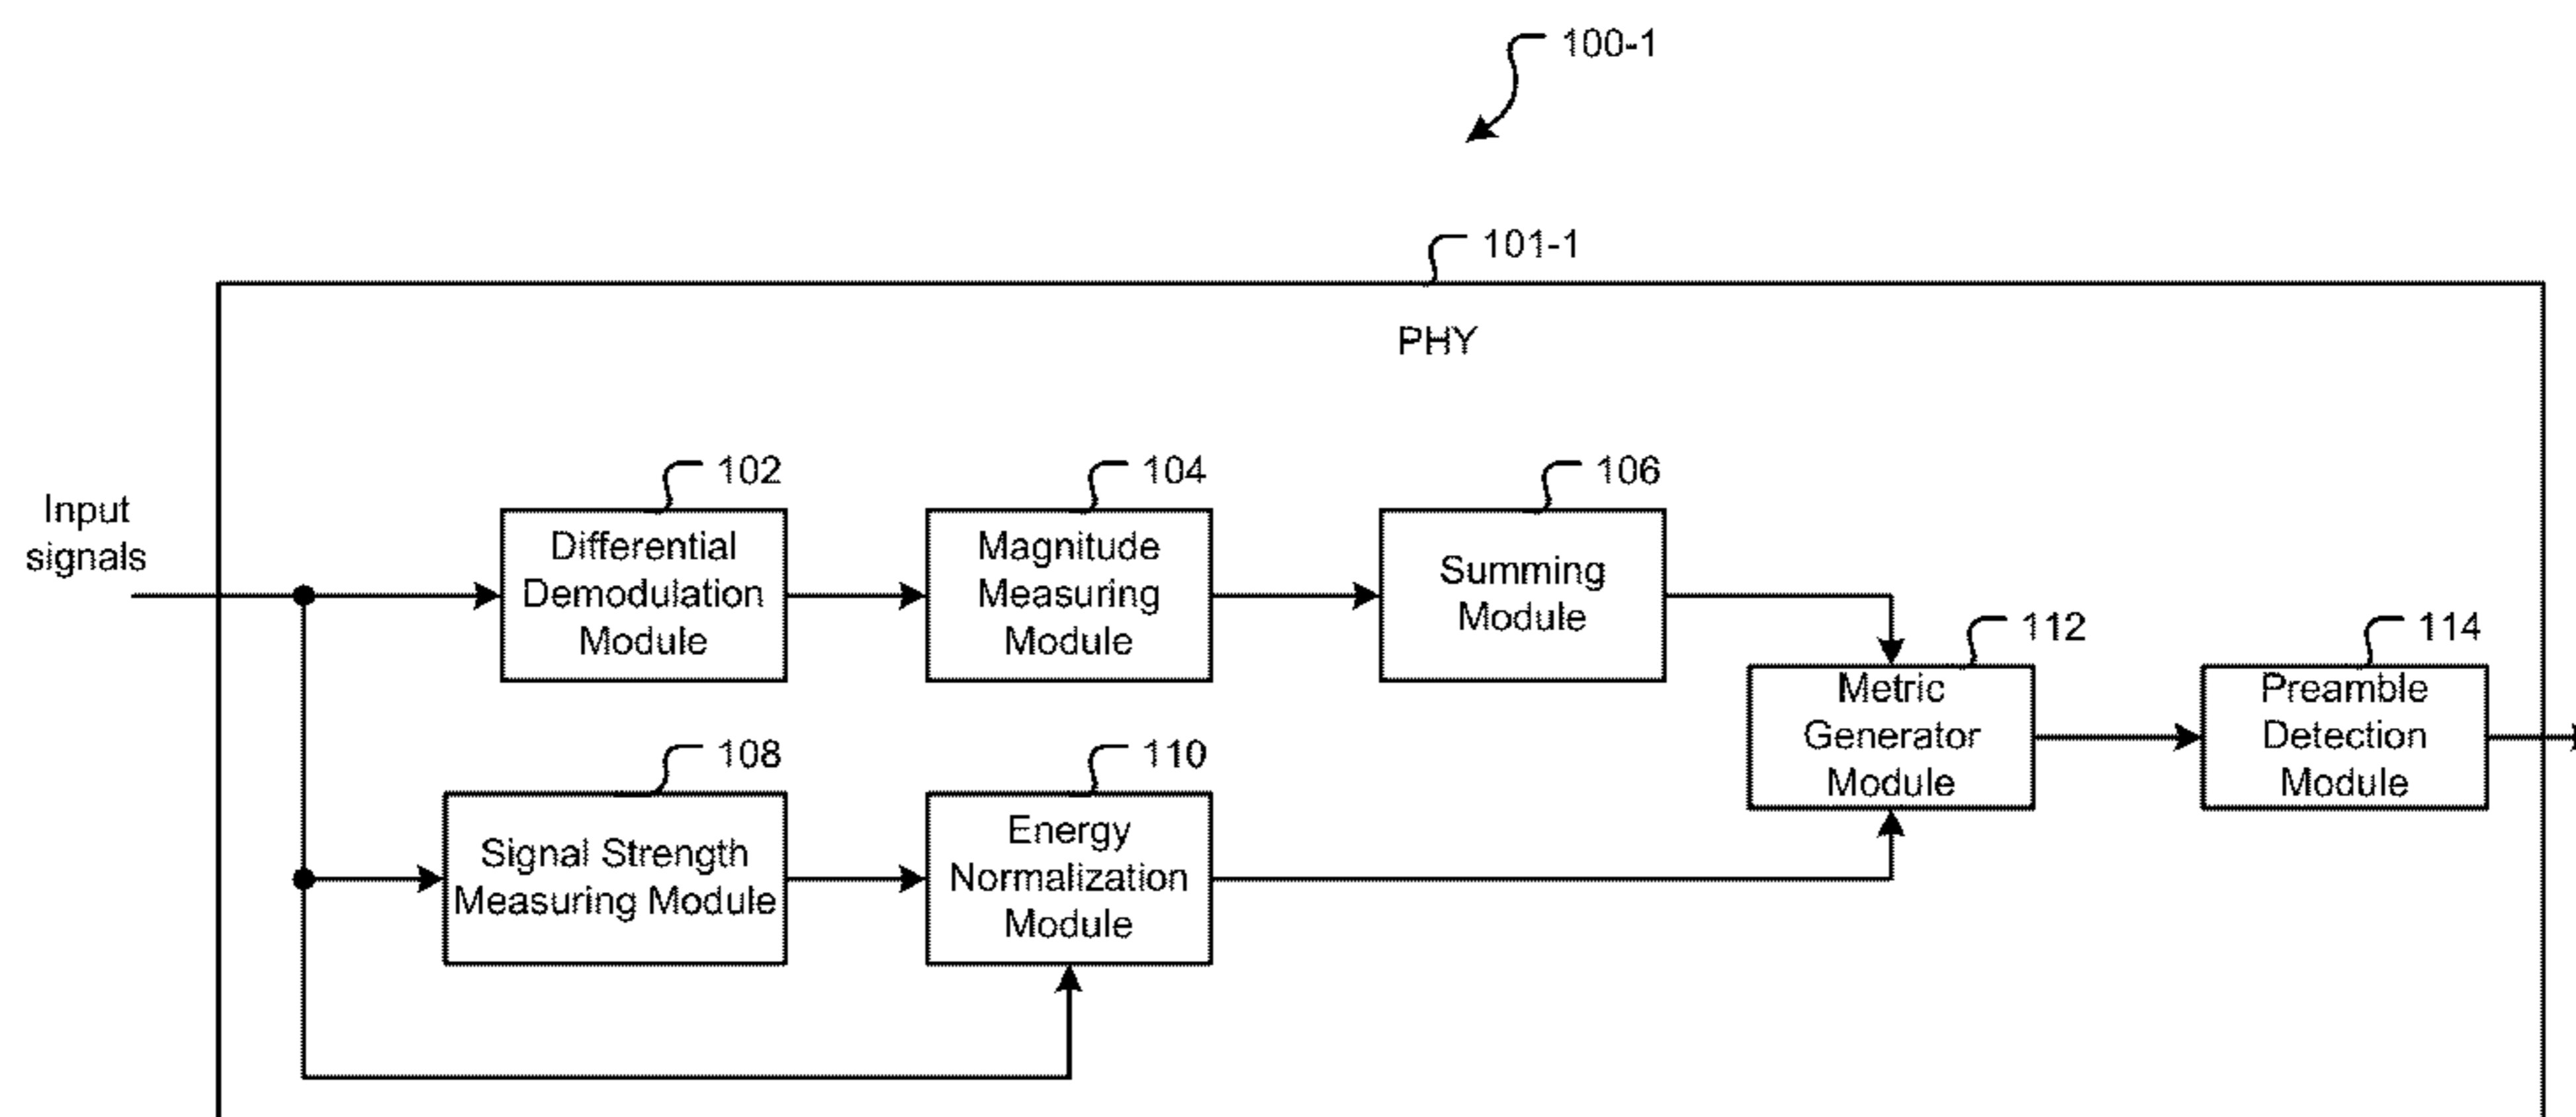 100-1
101-1
PHY
Input
signals
102
Differential
Demodulation
Module
104
Magnitude
Measuring
Module
106
Summing
Module
108
Signal Strength
Measuring Module
110
Energy
Normalization
Module
112
Metric
Generator
Module
114
Preamble
Detection
Module